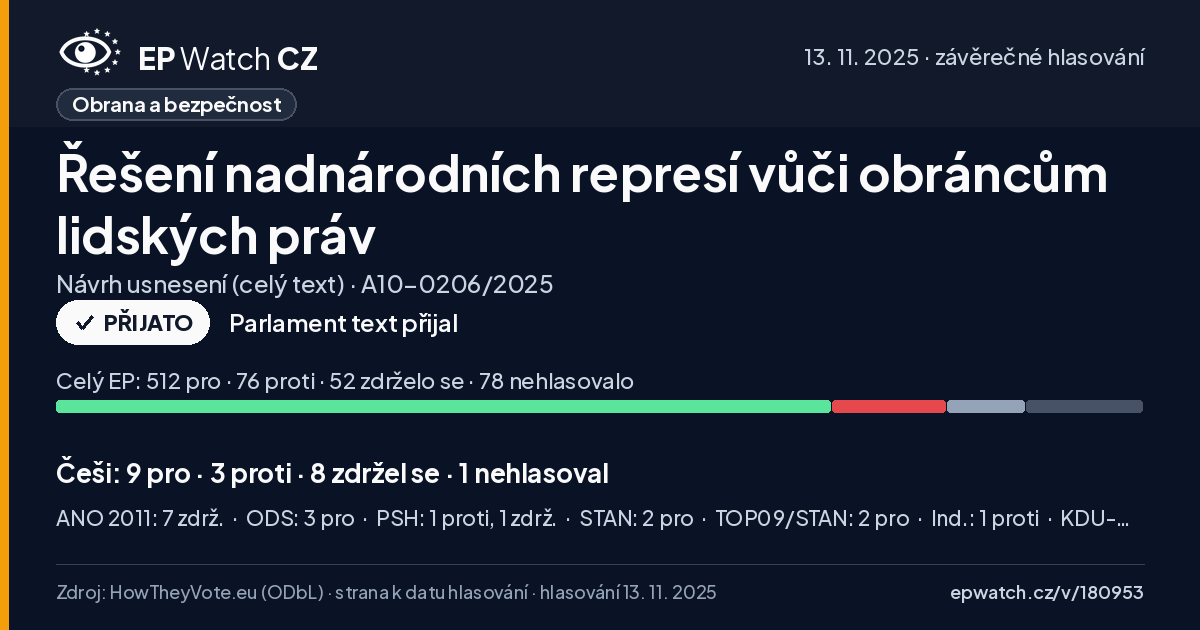 EP Watch CZ
13. 11. 2025 · závěrečné hlasování
Obrana a bezpečnost
Řešení nadnárodních represí vůči obráncům
lidských práv
Návrh usnesení (celý text) · A10–0206/2025
✓ PŘIJATO Parlament text přijal
Celý EP: 512 pro · 76 proti · 52 zdrželo se · 78 nehlasovalo
Češi: 9 pro · 3 proti · 8 zdržel se · 1 nehlasoval
ANO 2011: 7 zdrž. · ODS: 3 pro · PSH: 1 proti, 1 zdrž. · STAN: 2 pro · TOP09/STAN: 2 pro · Ind.: 1 proti · KDU-…
Zdroj: HowTheyVote.eu (ODbL) · strana k datu hlasování · hlasování 13. 11. 2025
epwatch.cz/v/180953